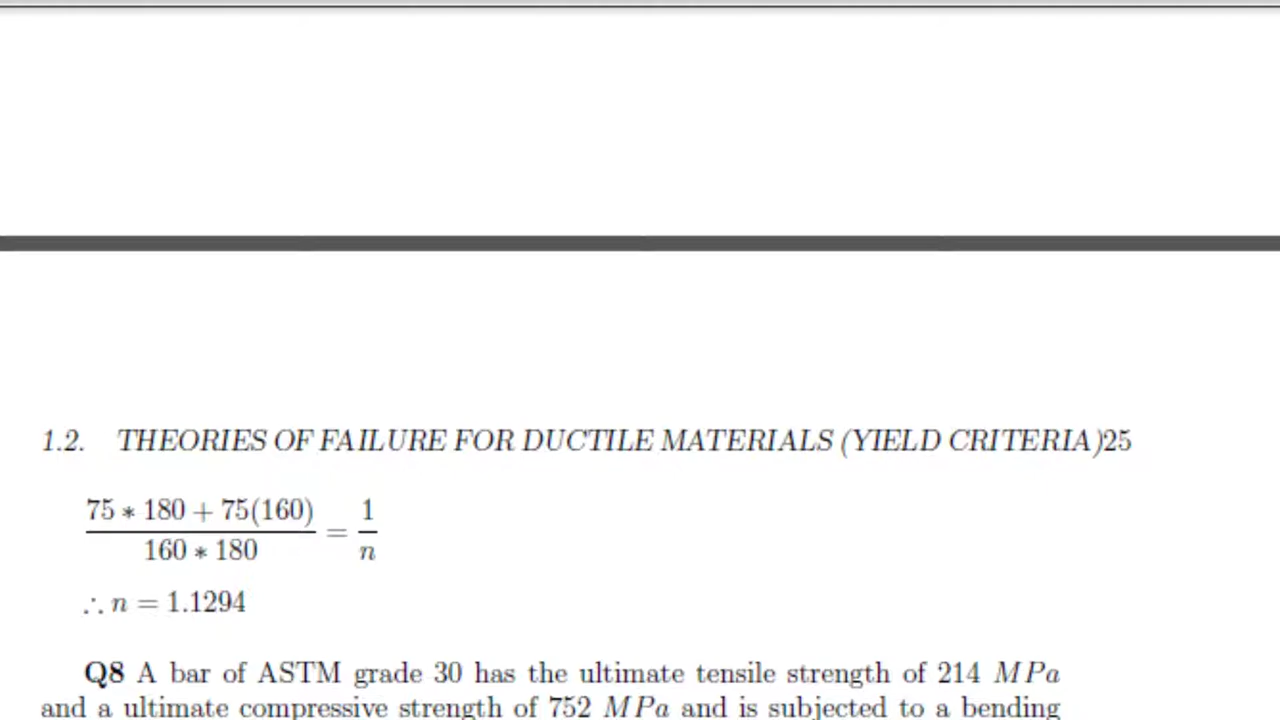 1.2. THEORIES OF FAILURE FOR DUCTILE MATERIALS (YIELD CRITERIA)25
75 ∗ 180 + 75(160) / 160 ∗ 180 = 1 / n
∴ n = 1.1294
Q8 A bar of ASTM grade 30 has the ultimate tensile strength of 214 MPa
and a ultimate compressive strength of 752 MPa and is subjected to a bending